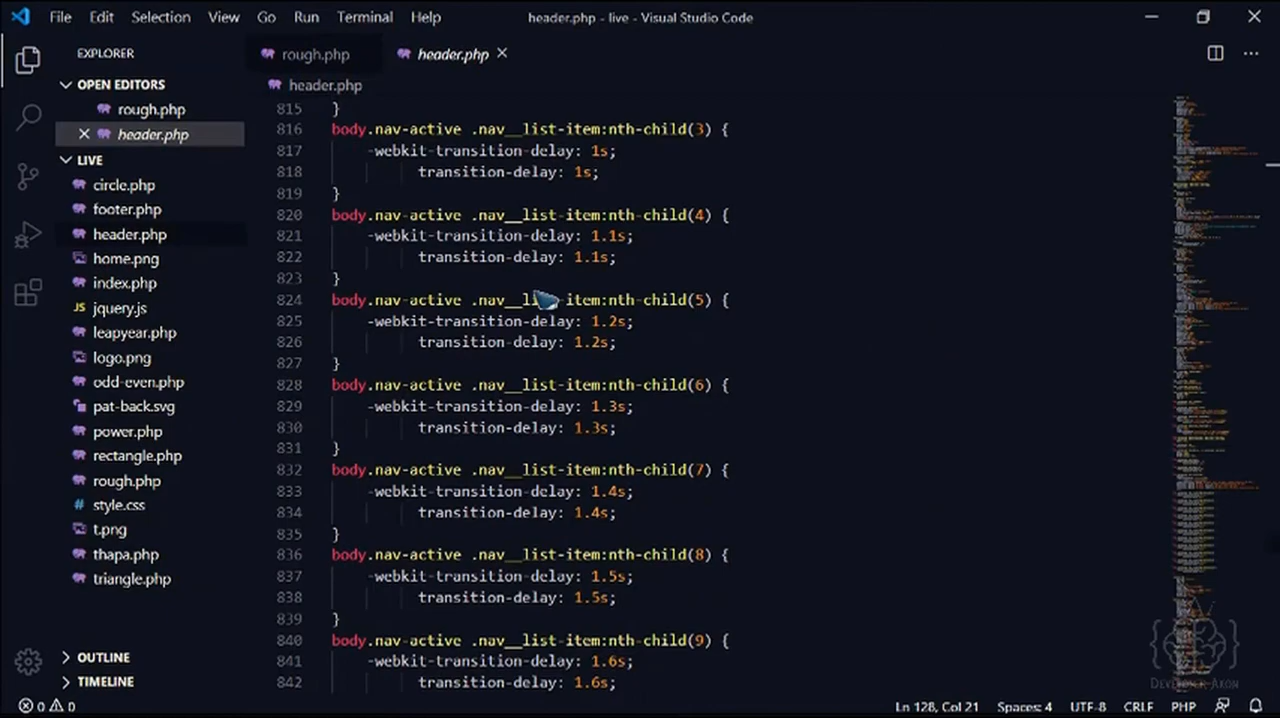 File Edit Selection View Go Run Terminal Help header.php - live - Visual Studio Code
EXPLORER
OPEN EDITORS
rough.php
header.php
LIVE
circle.php
footer.php
header.php
home.png
index.php
JS jquery.js
leapyear.php
logo.png
odd-even.php
pat-back.svg
power.php
rectangle.php
rough.php
# style.css
t.png
thapa.php
triangle.php
OUTLINE
TIMELINE
rough.php header.php
header.php
815 }
816 body.nav-active .nav__list-item:nth-child(3) {
817 -webkit-transition-delay: 1s;
818 transition-delay: 1s;
819 }
820 body.nav-active .nav__list-item:nth-child(4) {
821 -webkit-transition-delay: 1.1s;
822 transition-delay: 1.1s;
823 }
824 body.nav-active .nav__list-item:nth-child(5) {
825 -webkit-transition-delay: 1.2s;
826 transition-delay: 1.2s;
827 }
828 body.nav-active .nav__list-item:nth-child(6) {
829 -webkit-transition-delay: 1.3s;
830 transition-delay: 1.3s;
831 }
832 body.nav-active .nav__list-item:nth-child(7) {
833 -webkit-transition-delay: 1.4s;
834 transition-delay: 1.4s;
835 }
836 body.nav-active .nav__list-item:nth-child(8) {
837 -webkit-transition-delay: 1.5s;
838 transition-delay: 1.5s;
839 }
840 body.nav-active .nav__list-item:nth-child(9) {
841 -webkit-transition-delay: 1.6s;
842 transition-delay: 1.6s;
DEVELOPER AKON
0 0 Ln 128, Col 21 Spaces: 4 UTF-8 CRLF PHP